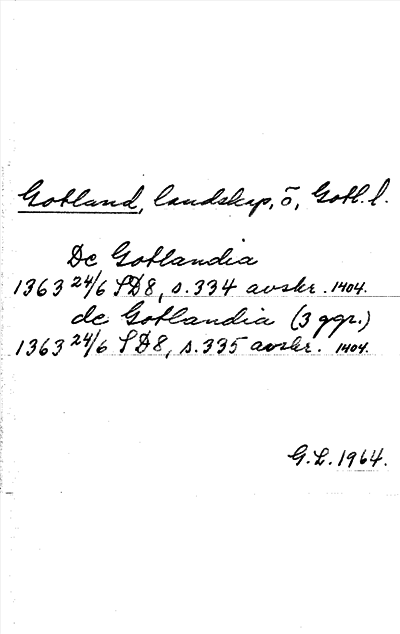 Gotland, landskap, ö, Gotl. l.
De Gotlandia
1363 24/6 SD8, s.334 avskr. 1404.
de Gotlandia (3 ggr.)
1363 24/6 SD8, s.335 avskr. 1404.
G.L. 1964.